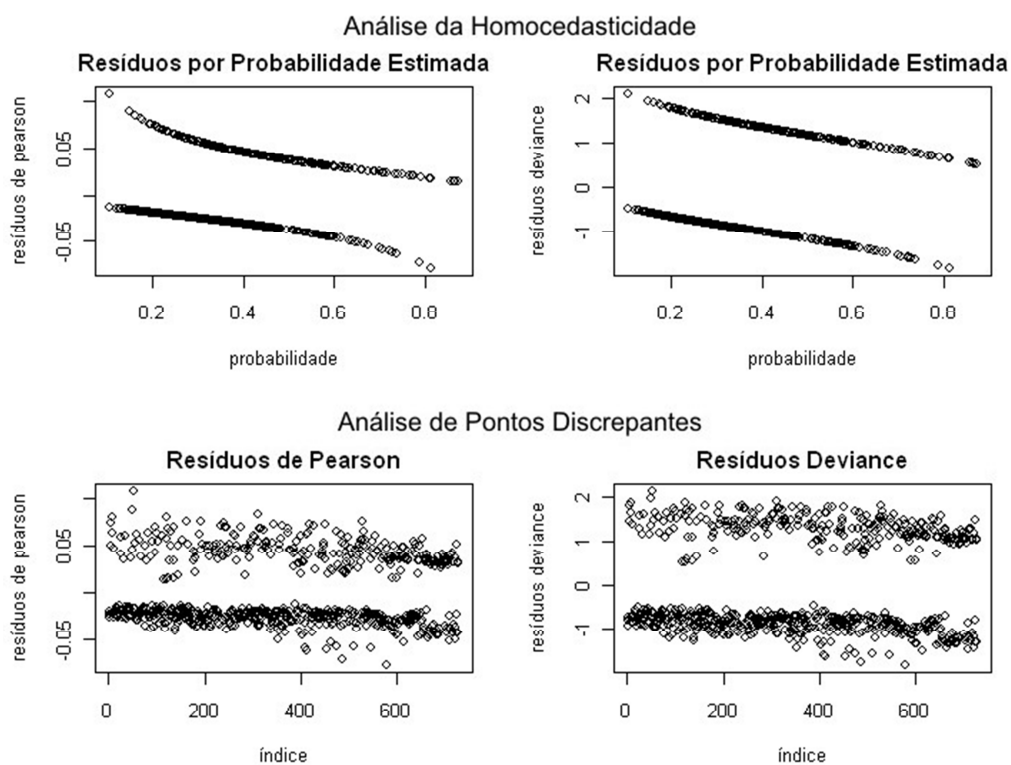 Análise da Homocedasticidade
Resíduos por Probabilidade Estimada
resíduos de pearson
0.05
-0.05
0.2 0.4 0.6 0.8
probabilidade
Resíduos por Probabilidade Estimada
resíduos deviance
2
1
0
-1
0.2 0.4 0.6 0.8
probabilidade
Análise de Pontos Discrepantes
Resíduos de Pearson
resíduos de pearson
0.05
-0.05
0 200 400 600
índice
Resíduos Deviance
resíduos deviance
2
1
0
-1
0 200 400 600
índice